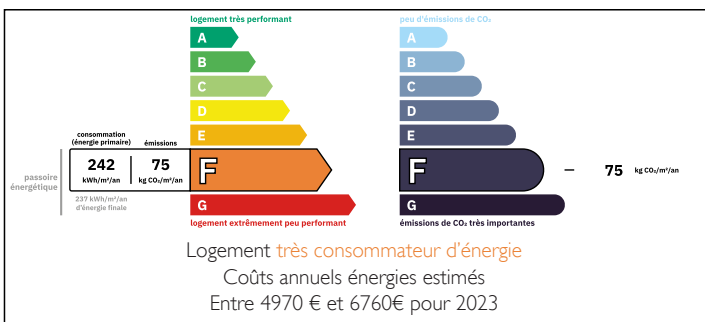 logement très performant
A
B
C
D
E
F
G
logement extrêmement peu performant
consommation
(énergie primaire)
émissions
242
kWh/m²/an
75
kg CO₂/m²/an
237 kWh/m²/an
d'énergie finale
passoire
énergétique
peu d'émissions de CO₂
A
B
C
D
E
F
G
émissions de CO₂ très importantes
75 kg CO₂/m²/an
Logement très consommateur d'énergie
Coûts annuels énergies estimés
Entre 4970 € et 6760€ pour 2023